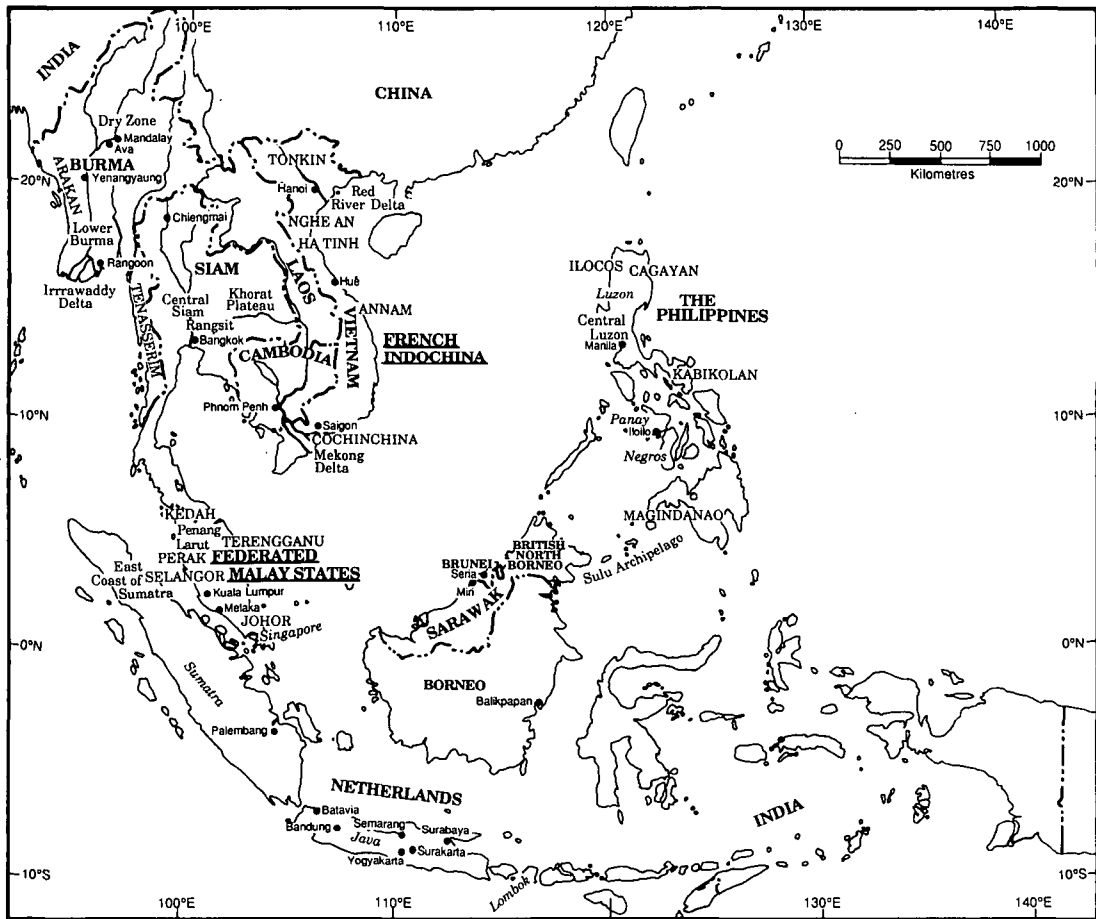 100°E
110°E
120°E
130°E
140°E
INDIA
CHINA
Dry Zone
Mandalay
Ava
BURMA
Yenangyaung
ARAKAN
Lower
Burma
Rangoon
Irrrawaddy
Delta
TENASSERIM
20°N
TONKIN
Hanoi
Red
River Delta
NGHE AN
HA TINH
Chiengmai
SIAM
LAOS
Huê
ANNAM
Khorat
Plateau
Central
Siam
Rangsit
Bangkok
CAMBODIA
VIETNAM
FRENCH
INDOCHINA
Phnom Penh
Saigon
COCHINCHINA
Mekong
Delta
0
250
500
750
1000
Kilometres
20°N
ILOCOS
CAGAYAN
Luzon
THE
PHILIPPINES
Central
Luzon
Manila
KABIKOLAN
Panay
Iloilo
Negros
MAGINDANAO
Sulu Archipelago
10°N
10°N
KEDAH
Penang
Larut
TERENGGANU
PERAK
FEDERATED
MALAY STATES
East
Coast of
Sumatra
SELANGOR
Kuala Lumpur
Melaka
JOHOR
Singapore
BRITISH
NORTH
BORNEO
BRUNEI
Seria
Miri
SARAWAK
0°N
0°N
Sumatra
BORNEO
Balikpapan
Palembang
NETHERLANDS
INDIA
Batavia
Bandung
Semarang
Surabaya
Java
Yogyakarta
Surakarta
Lombok
10°S
10°S
100°E
110°E
120°E
130°E
140°E